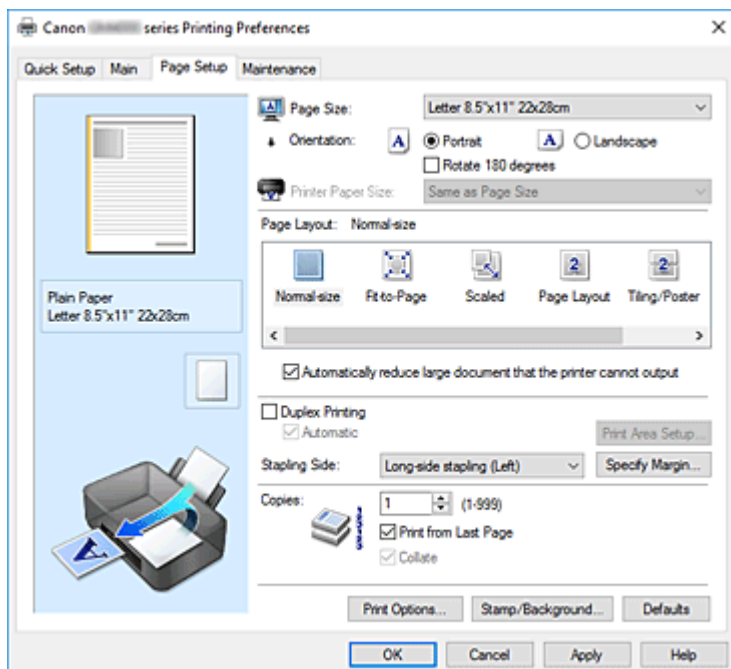 Canon series Printing Preferences
Quick Setup Main Page Setup Maintenance
Page Size: Letter 8.5"x11" 22x28cm
Orientation: A Portrait A Landscape
Rotate 180 degrees
Printer Paper Size: Same as Page Size
Page Layout: Normal-size
2 2
Normal-size Fit-to-Page Scaled Page Layout Tiling/Poster
Plain Paper
Letter 8.5"x11" 22x28cm
Automatically reduce large document that the printer cannot output
Duplex Printing
Automatic
Print Area Setup...
Stapling Side: Long-side stapling (Left) Specify Margin...
Copies: 1 (1-999)
Print from Last Page
Collate
A
Print Options... Stamp/Background... Defaults
OK Cancel Apply Help